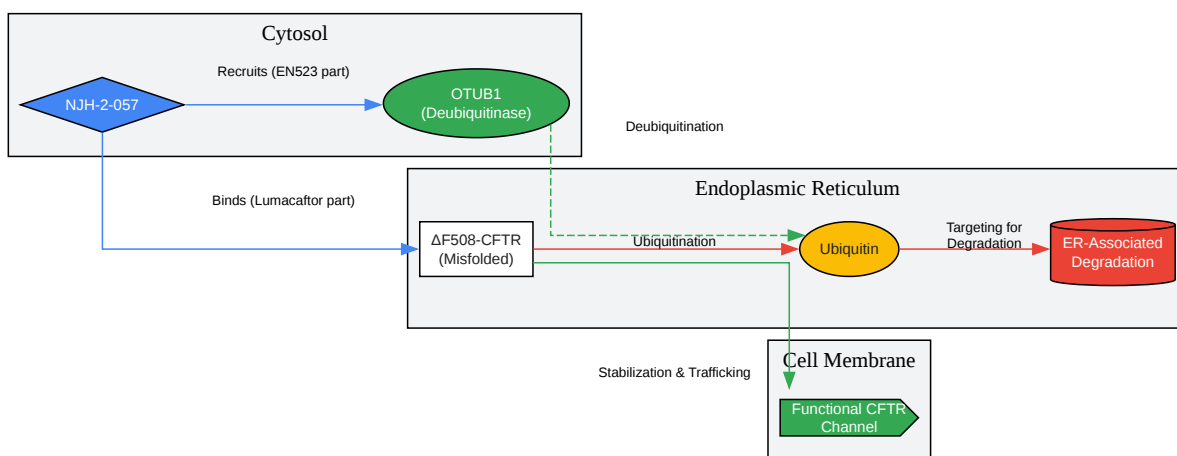 Cytosol
Recruits (EN523 part)
NJH-2-057
OTUB1
(Deubiquitinase)
Deubiquitination
Endoplasmic Reticulum
Binds (Lumacaftor part)
ΔF508-CFTR
(Misfolded)
Ubiquitination
Ubiquitin
Targeting for
Degradation
ER-Associated
Degradation
Cell Membrane
Stabilization & Trafficking
Functional CFTR
Channel